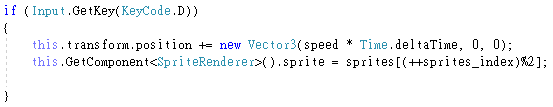 if (Input.GetKey(KeyCode.D))
{
this.transform.position += new Vector3(speed * Time.deltaTime, 0, 0);
this.GetComponent<SpriteRenderer>().sprite = sprites[(++sprites_index)%2];
}